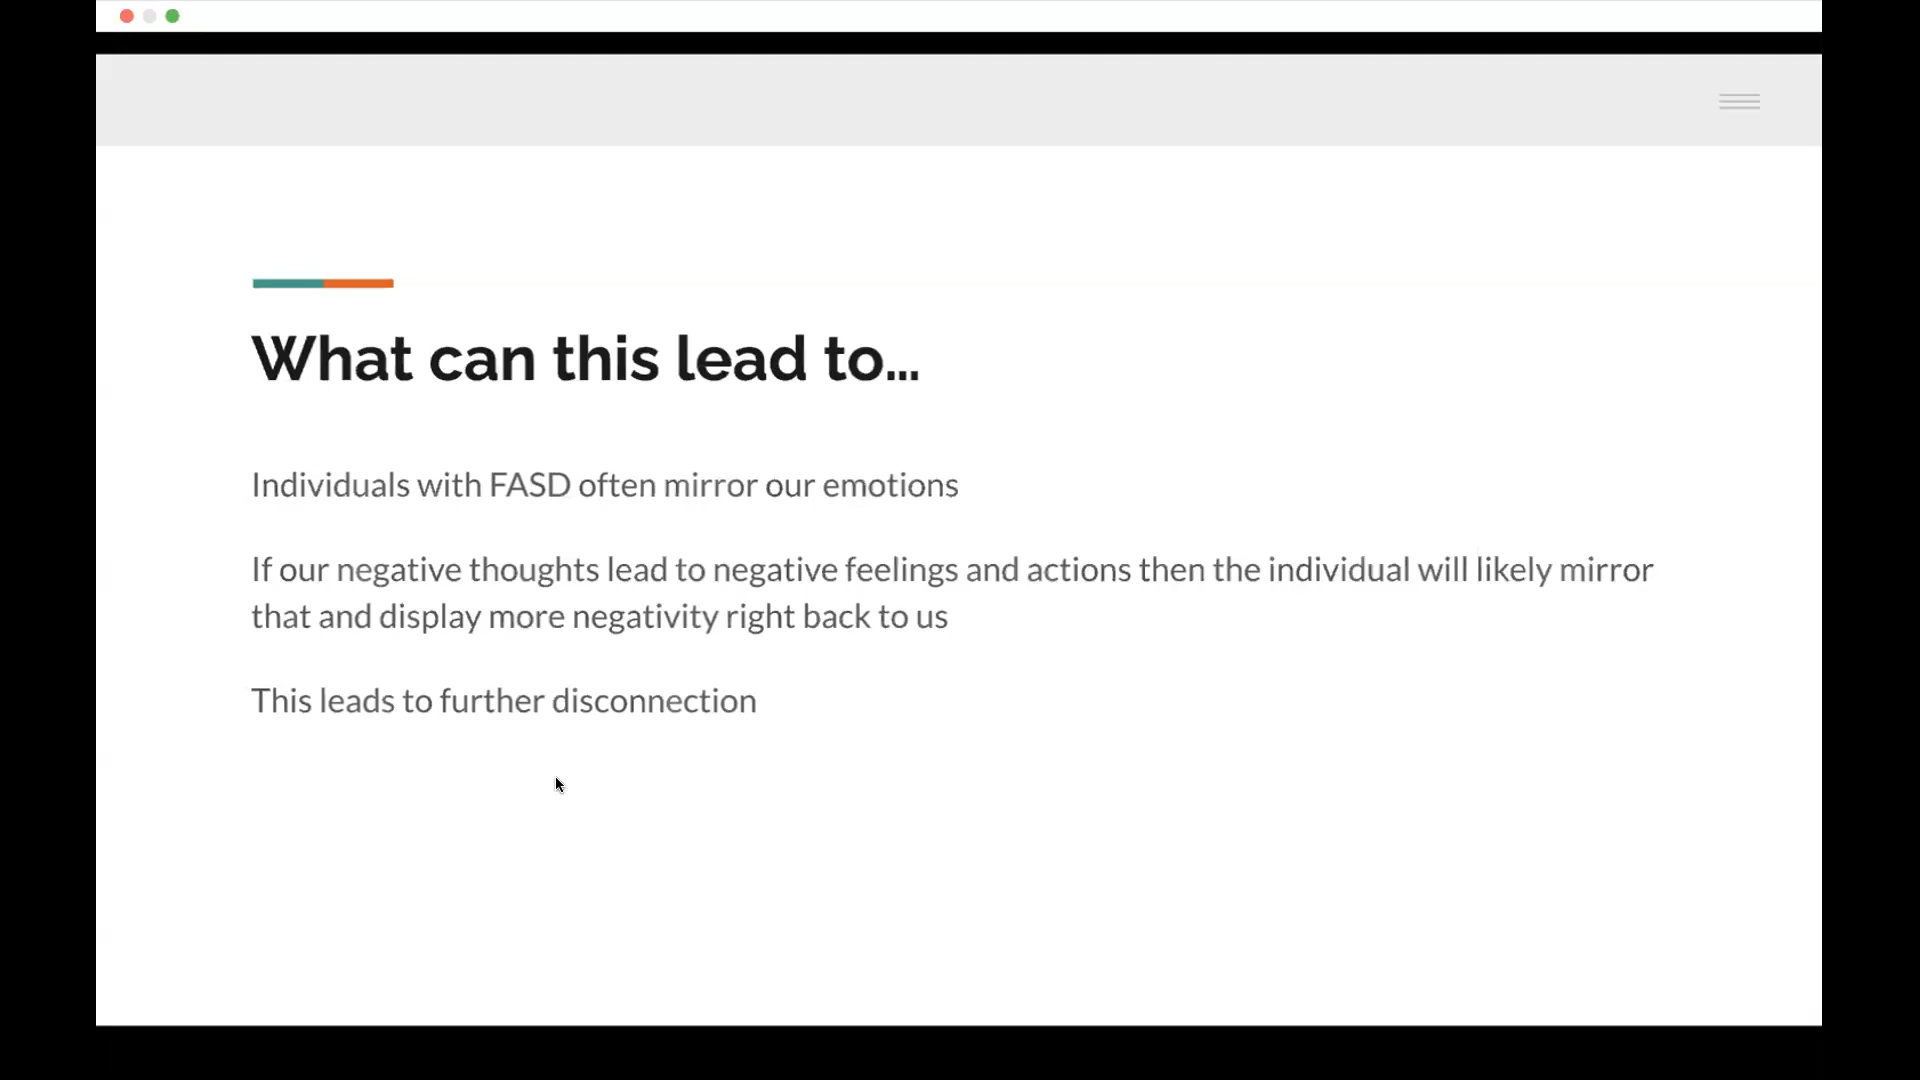 What can this lead to...
Individuals with FASD often mirror our emotions
If our negative thoughts lead to negative feelings and actions then the individual will likely mirror
that and display more negativity right back to us
This leads to further disconnection